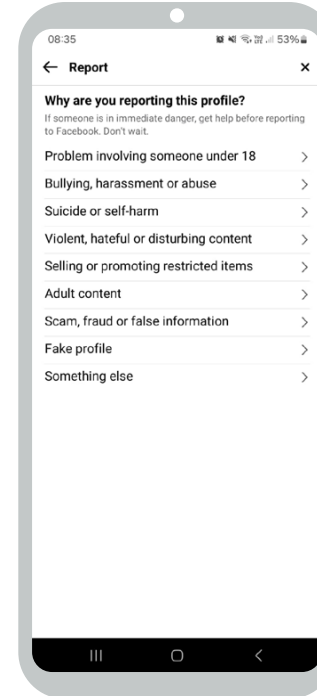 08:35
53%
Report
Why are you reporting this profile?
If someone is in immediate danger, get help before reporting
to Facebook. Don't wait.
Problem involving someone under 18
Bullying, harassment or abuse
Suicide or self-harm
Violent, hateful or disturbing content
Selling or promoting restricted items
Adult content
Scam, fraud or false information
Fake profile
Something else